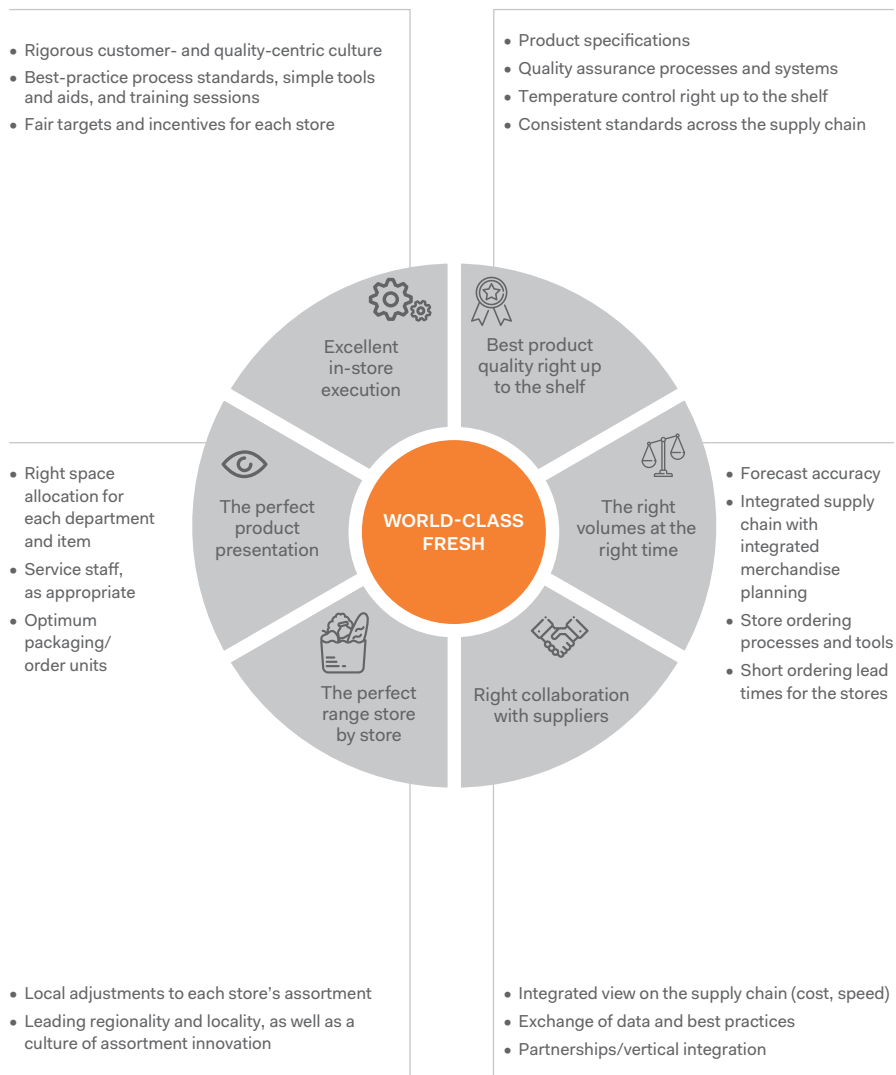 • Rigorous customer- and quality-centric culture
• Best-practice process standards, simple tools
and aids, and training sessions
• Fair targets and incentives for each store
• Product specifications
• Quality assurance processes and systems
• Temperature control right up to the shelf
• Consistent standards across the supply chain
Excellent
in-store
execution
Best product
quality right up
to the shelf
• Right space
allocation for
each department
and item
• Service staff,
as appropriate
• Optimum
packaging/
order units
The perfect
product
presentation
WORLD-CLASS
FRESH
The right
volumes at the
right time
• Forecast accuracy
• Integrated supply
chain with
integrated
merchandise
planning
• Store ordering
processes and tools
• Short ordering lead
times for the stores
The perfect
range store
by store
Right collaboration
with suppliers
• Local adjustments to each store’s assortment
• Leading regionality and locality, as well as a
culture of assortment innovation
• Integrated view on the supply chain (cost, speed)
• Exchange of data and best practices
• Partnerships/vertical integration